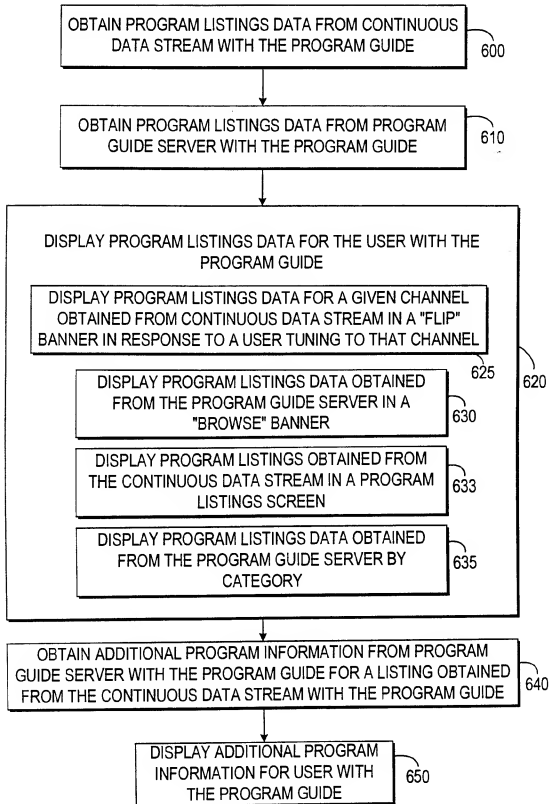 OBTAIN PROGRAM LISTINGS DATA FROM CONTINUOUS
DATA STREAM WITH THE PROGRAM GUIDE
600
OBTAIN PROGRAM LISTINGS DATA FROM PROGRAM
GUIDE SERVER WITH THE PROGRAM GUIDE
610
DISPLAY PROGRAM LISTINGS DATA FOR THE USER WITH THE
PROGRAM GUIDE
DISPLAY PROGRAM LISTINGS DATA FOR A GIVEN CHANNEL
OBTAINED FROM CONTINUOUS DATA STREAM IN A "FLIP"
BANNER IN RESPONSE TO A USER TUNING TO THAT CHANNEL
625
620
DISPLAY PROGRAM LISTINGS DATA OBTAINED
FROM THE PROGRAM GUIDE SERVER IN A
"BROWSE" BANNER
630
DISPLAY PROGRAM LISTINGS OBTAINED FROM
THE CONTINUOUS DATA STREAM IN A PROGRAM
LISTINGS SCREEN
633
DISPLAY PROGRAM LISTINGS DATA OBTAINED
FROM THE PROGRAM GUIDE SERVER BY
CATEGORY
635
OBTAIN ADDITIONAL PROGRAM INFORMATION FROM PROGRAM
GUIDE SERVER WITH THE PROGRAM GUIDE FOR A LISTING OBTAINED
FROM THE CONTINUOUS DATA STREAM WITH THE PROGRAM GUIDE
640
DISPLAY ADDITIONAL PROGRAM
INFORMATION FOR USER WITH
THE PROGRAM GUIDE
650